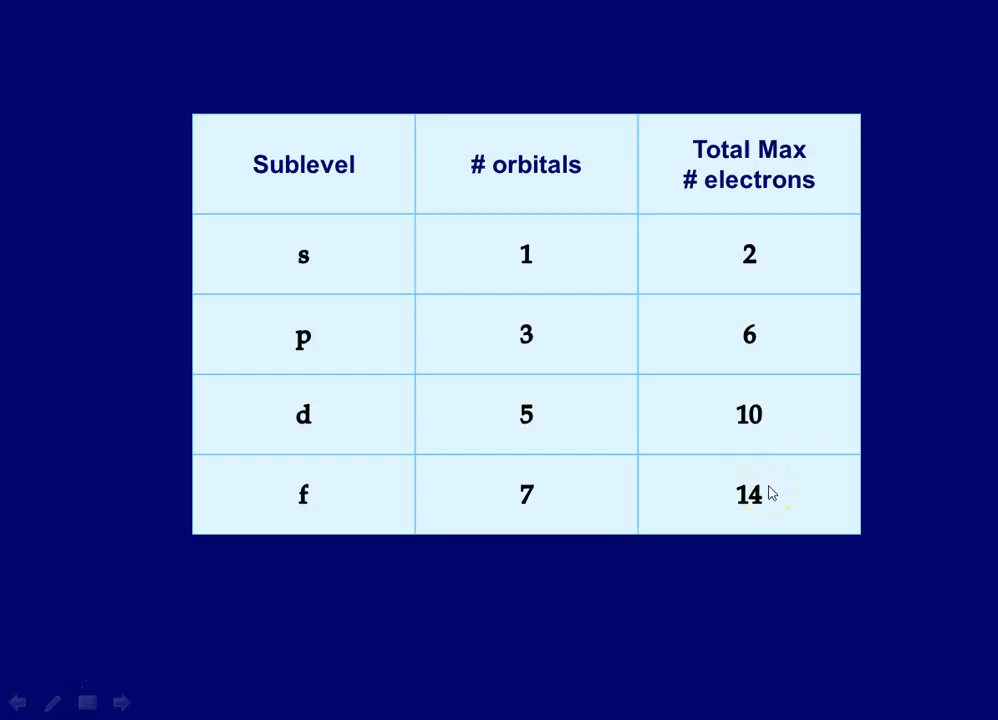 Sublevel # orbitals Total Max
# electrons
s 1 2
p 3 6
d 5 10
f 7 14